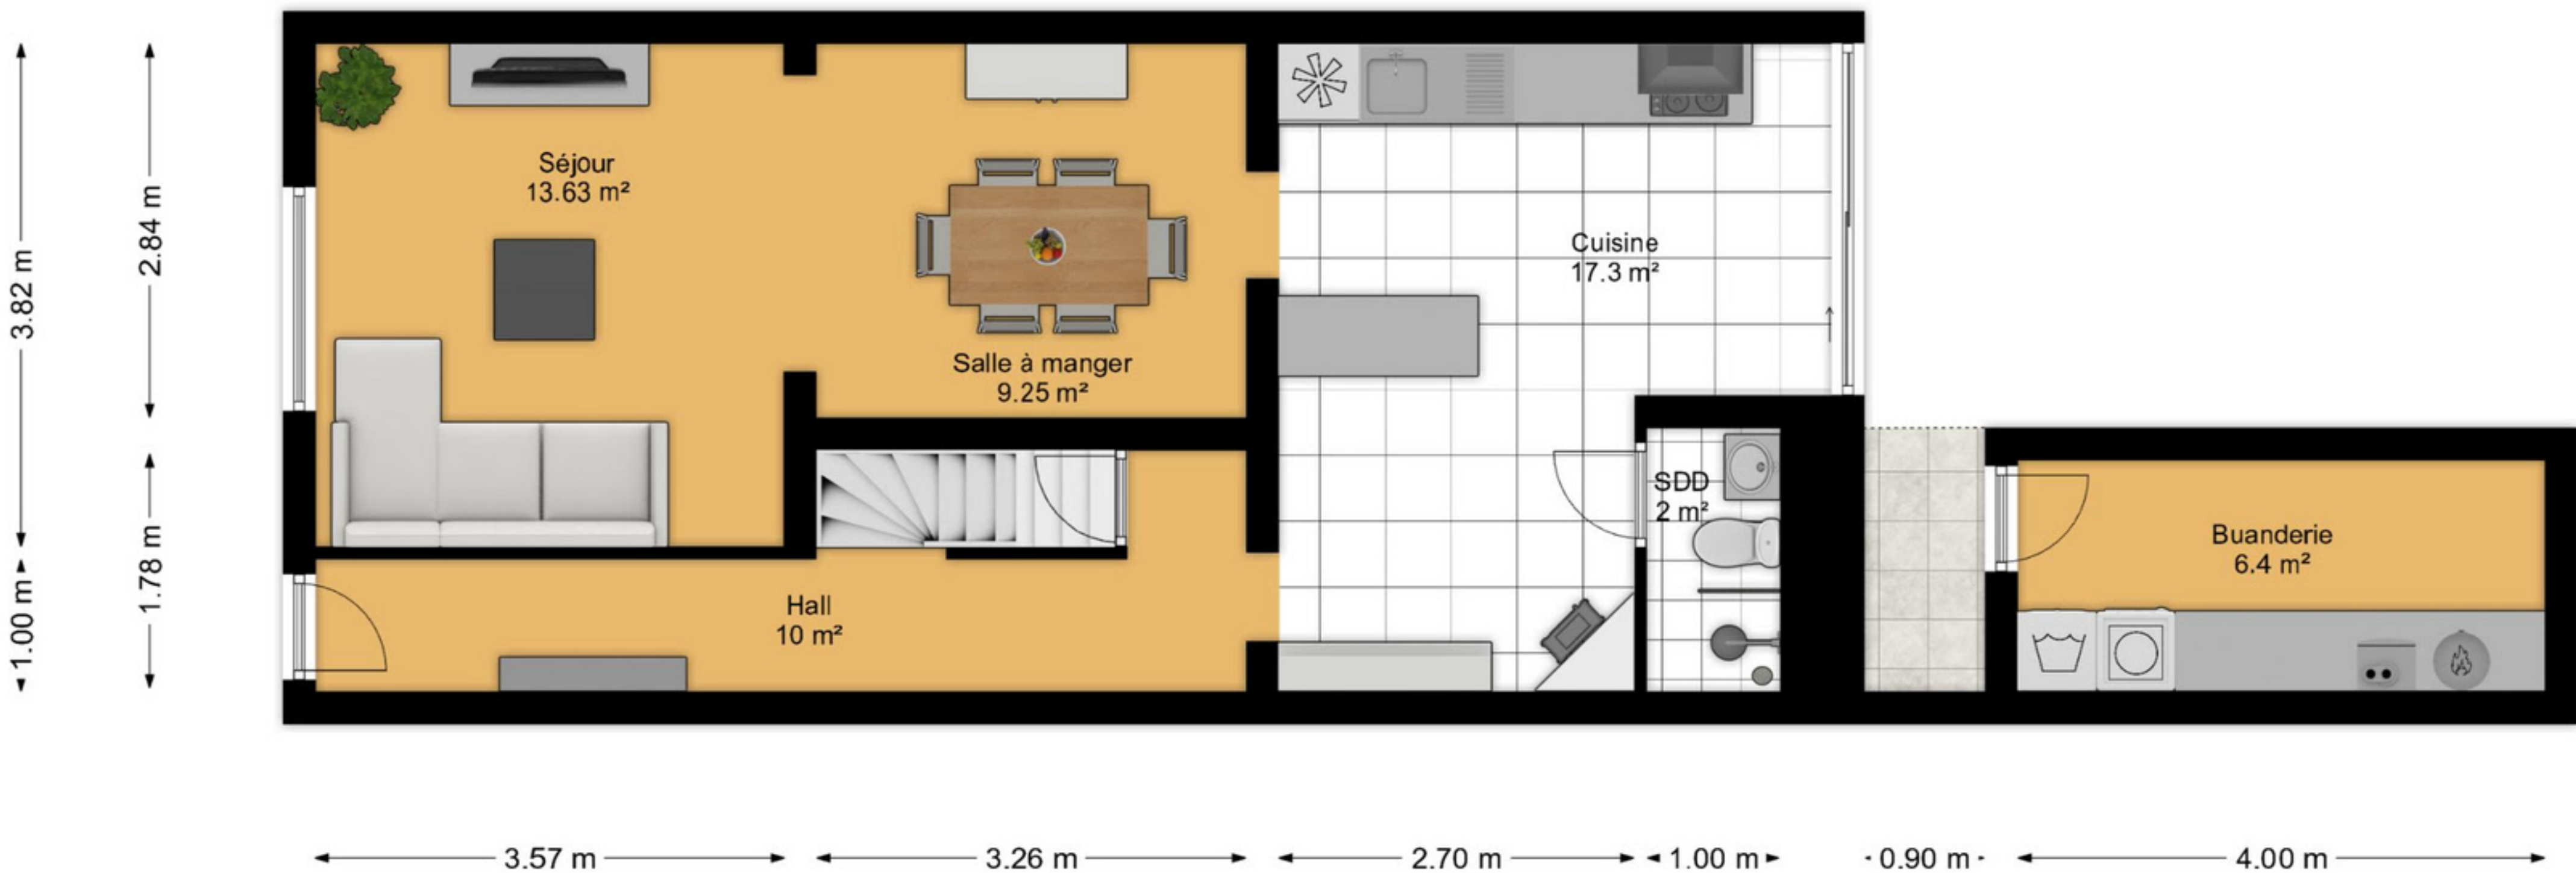 Séjour
13.63 m²
Salle à manger
9.25 m²
Cuisine
17.3 m²
SDD
2 m²
Hall
10 m²
Buanderie
6.4 m²
3.82 m
1.00 m
2.84 m
1.78 m
3.57 m
3.26 m
2.70 m
1.00 m
0.90 m
4.00 m